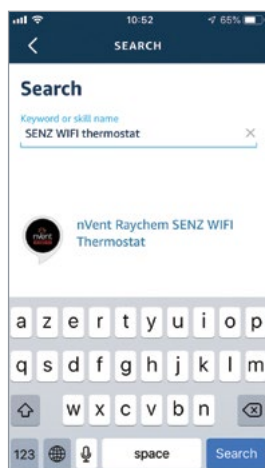 10:52
65%
SEARCH
Search
Keyword or skill name
SENZ WIFI thermostat
nVent
RAYCHEM
nVent Raychem SENZ WIFI
Thermostat
a z e r t y u i o p
q s d f g h j k l m
w x c v b n
123 space Search